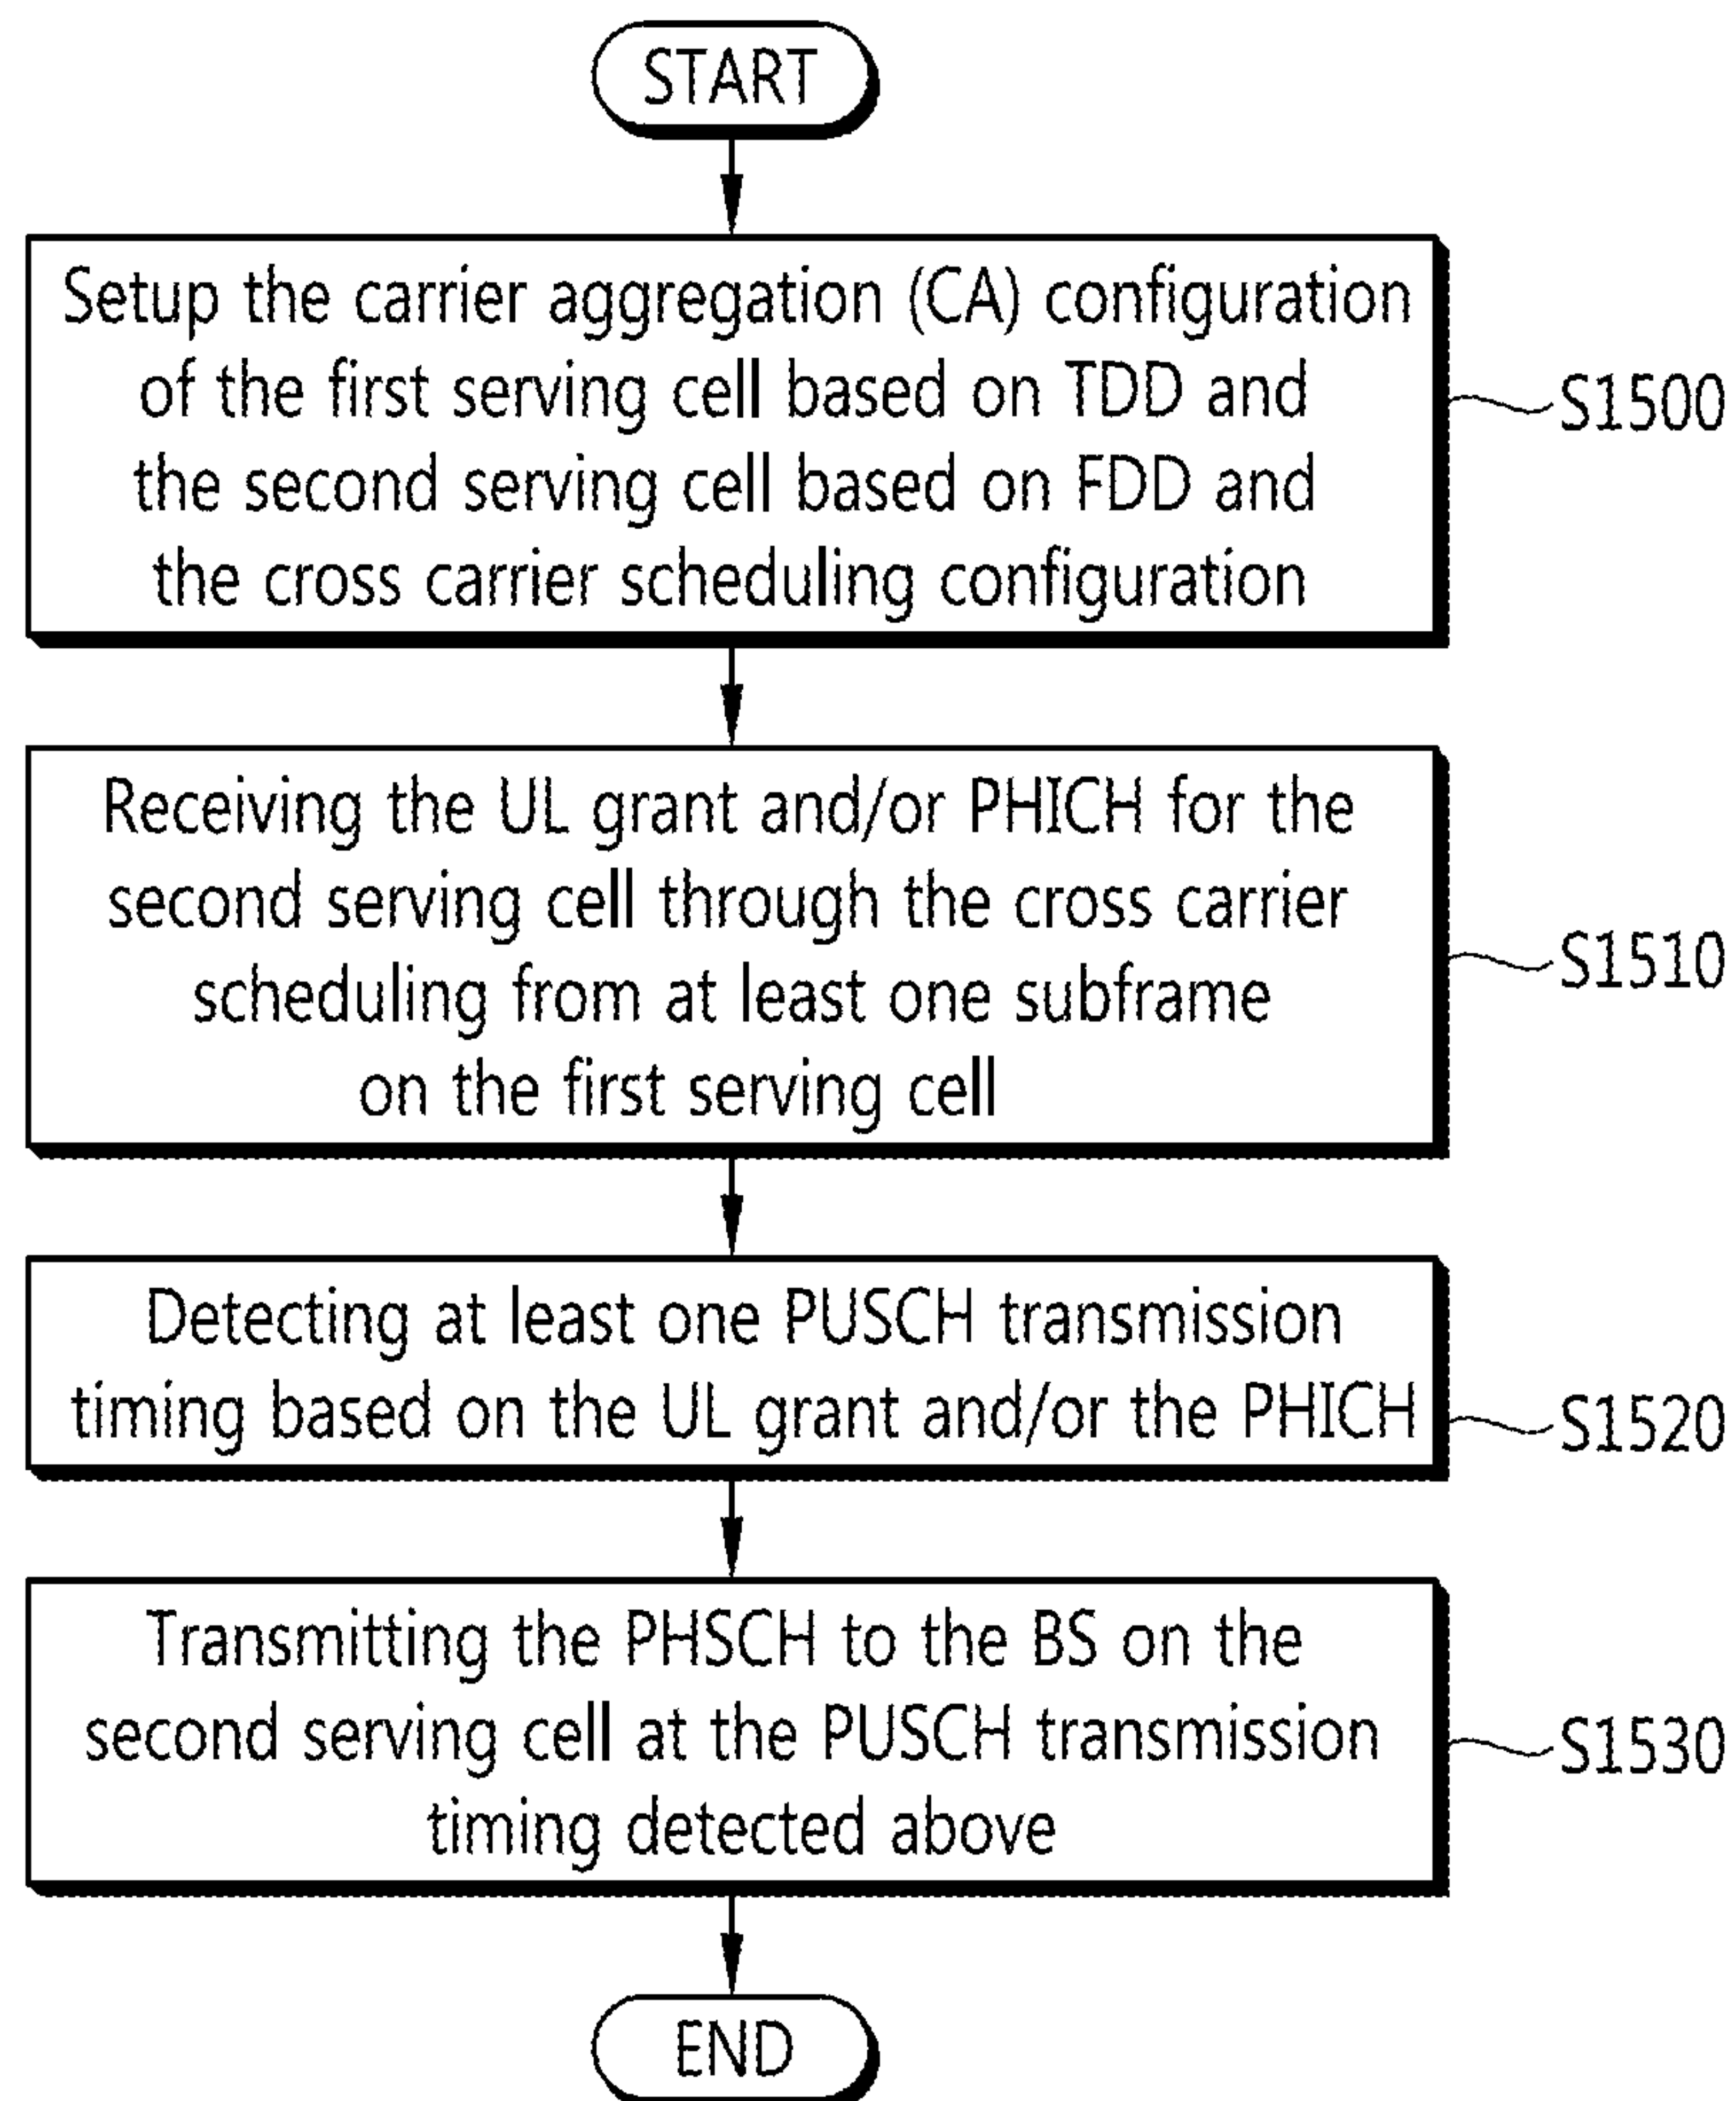 START
Setup the carrier aggregation (CA) configuration
of the first serving cell based on TDD and
the second serving cell based on FDD and
the cross carrier scheduling configuration
S1500
Receiving the UL grant and/or PHICH for the
second serving cell through the cross carrier
scheduling from at least one subframe
on the first serving cell
S1510
Detecting at least one PUSCH transmission
timing based on the UL grant and/or the PHICH
S1520
Transmitting the PHSCH to the BS on the
second serving cell at the PUSCH transmission
timing detected above
S1530
END